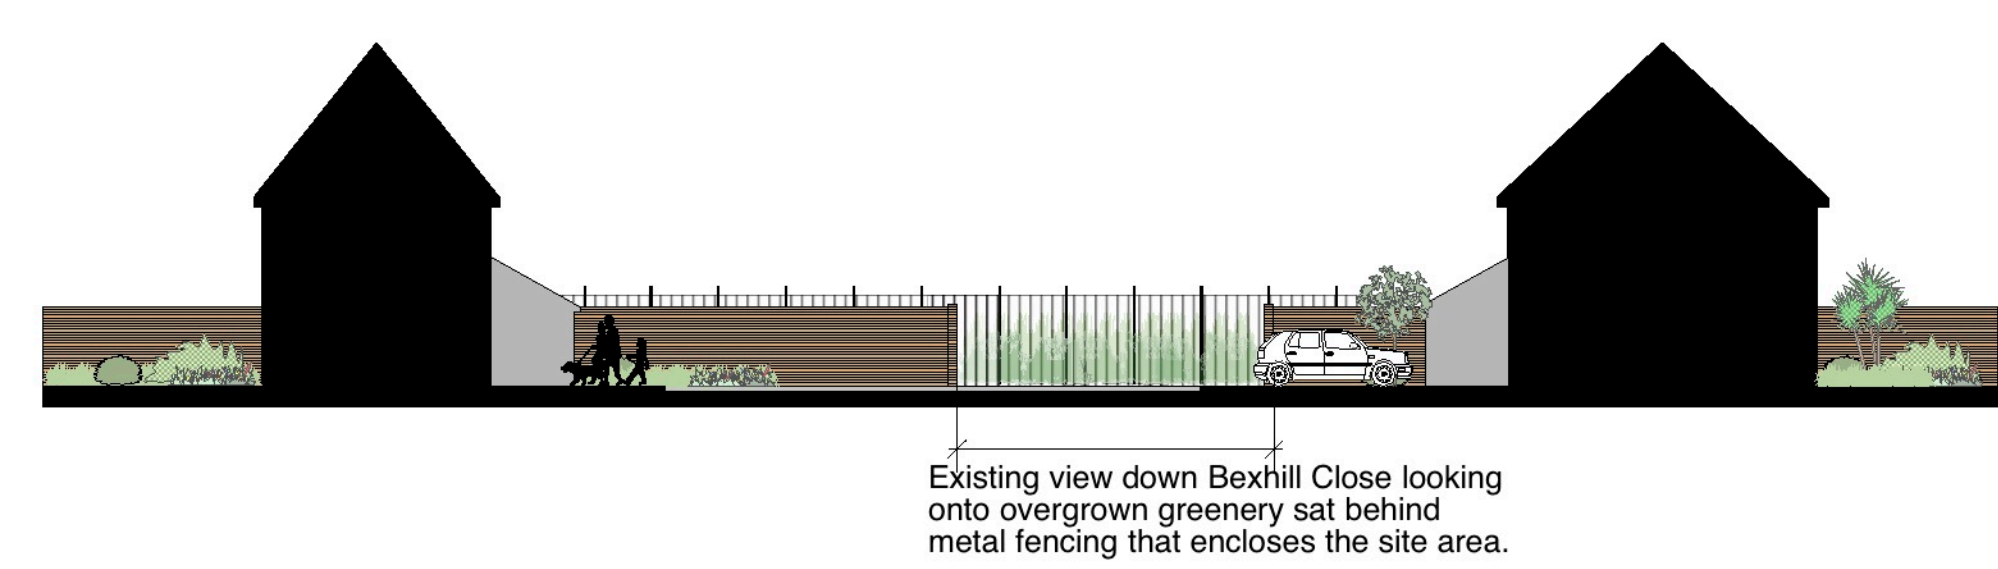 Existing view down Bexhill Close looking
onto overgrown greenery sat behind
metal fencing that encloses the site area.